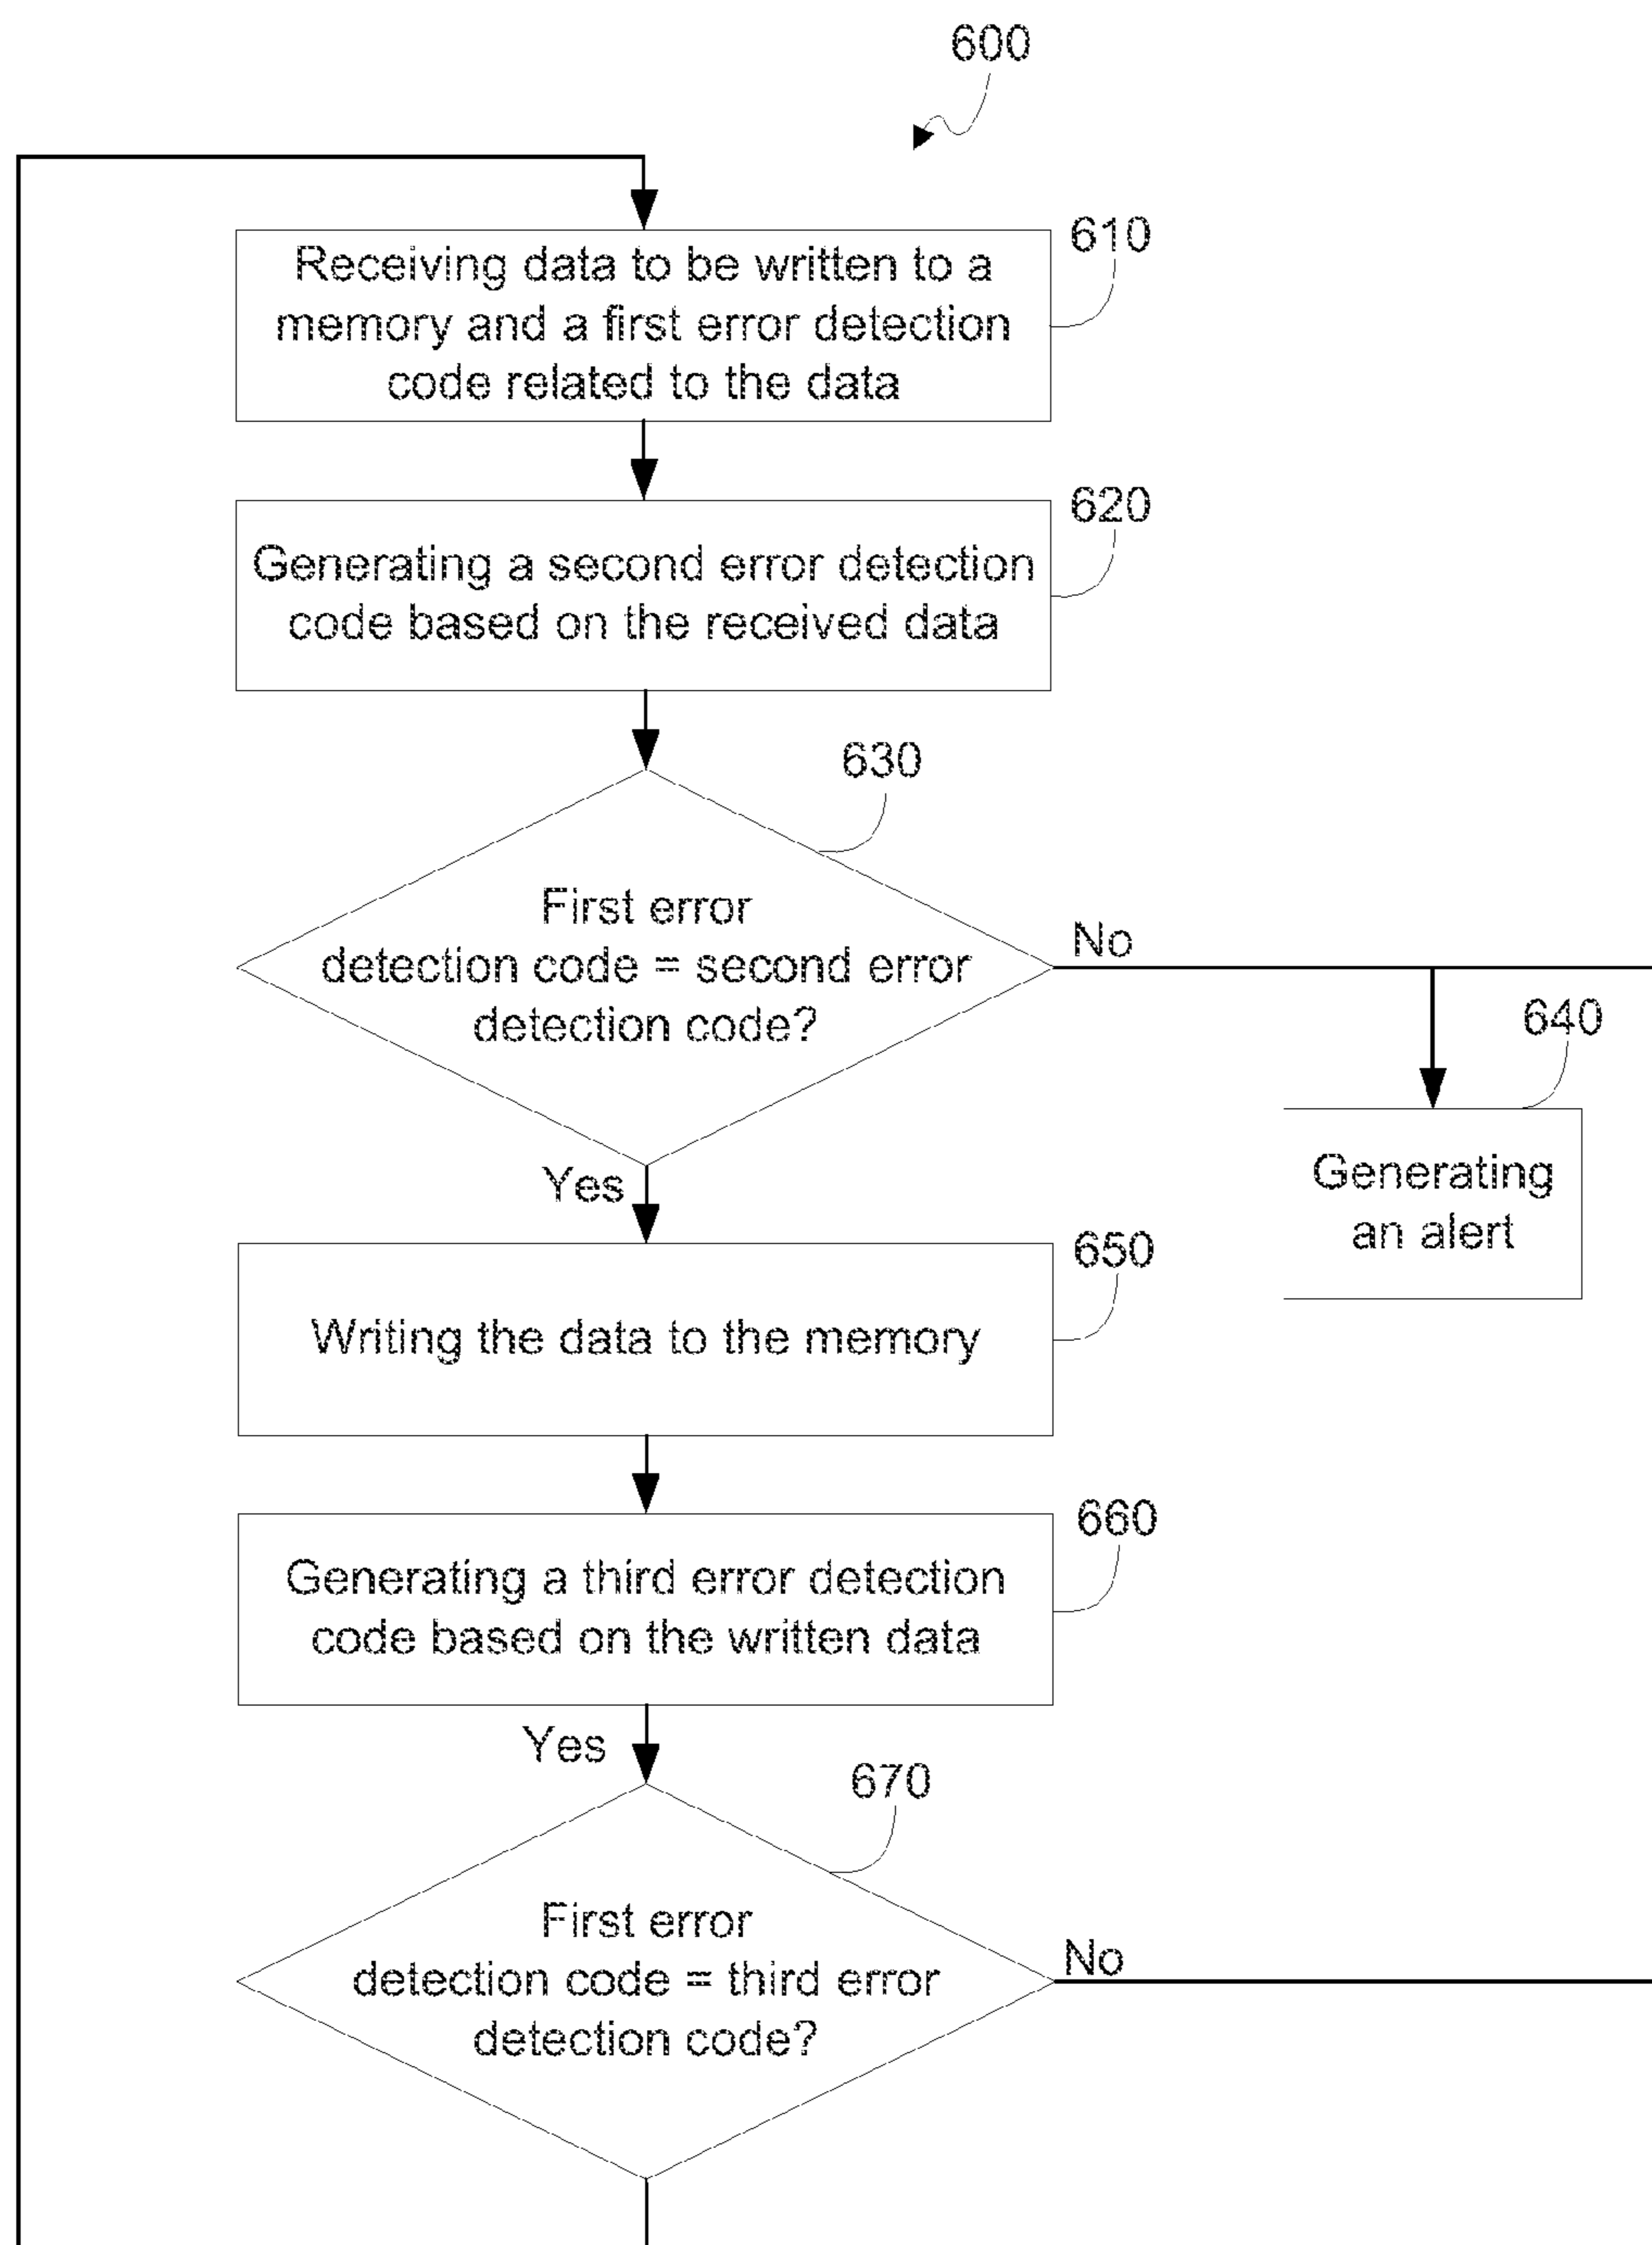 600
610
Receiving data to be written to a
memory and a first error detection
code related to the data
620
Generating a second error detection
code based on the received data
630
First error
detection code = second error
detection code?
No
640
Generating
an alert
Yes
650
Writing the data to the memory
660
Generating a third error detection
code based on the written data
Yes
670
First error
detection code = third error
detection code?
No